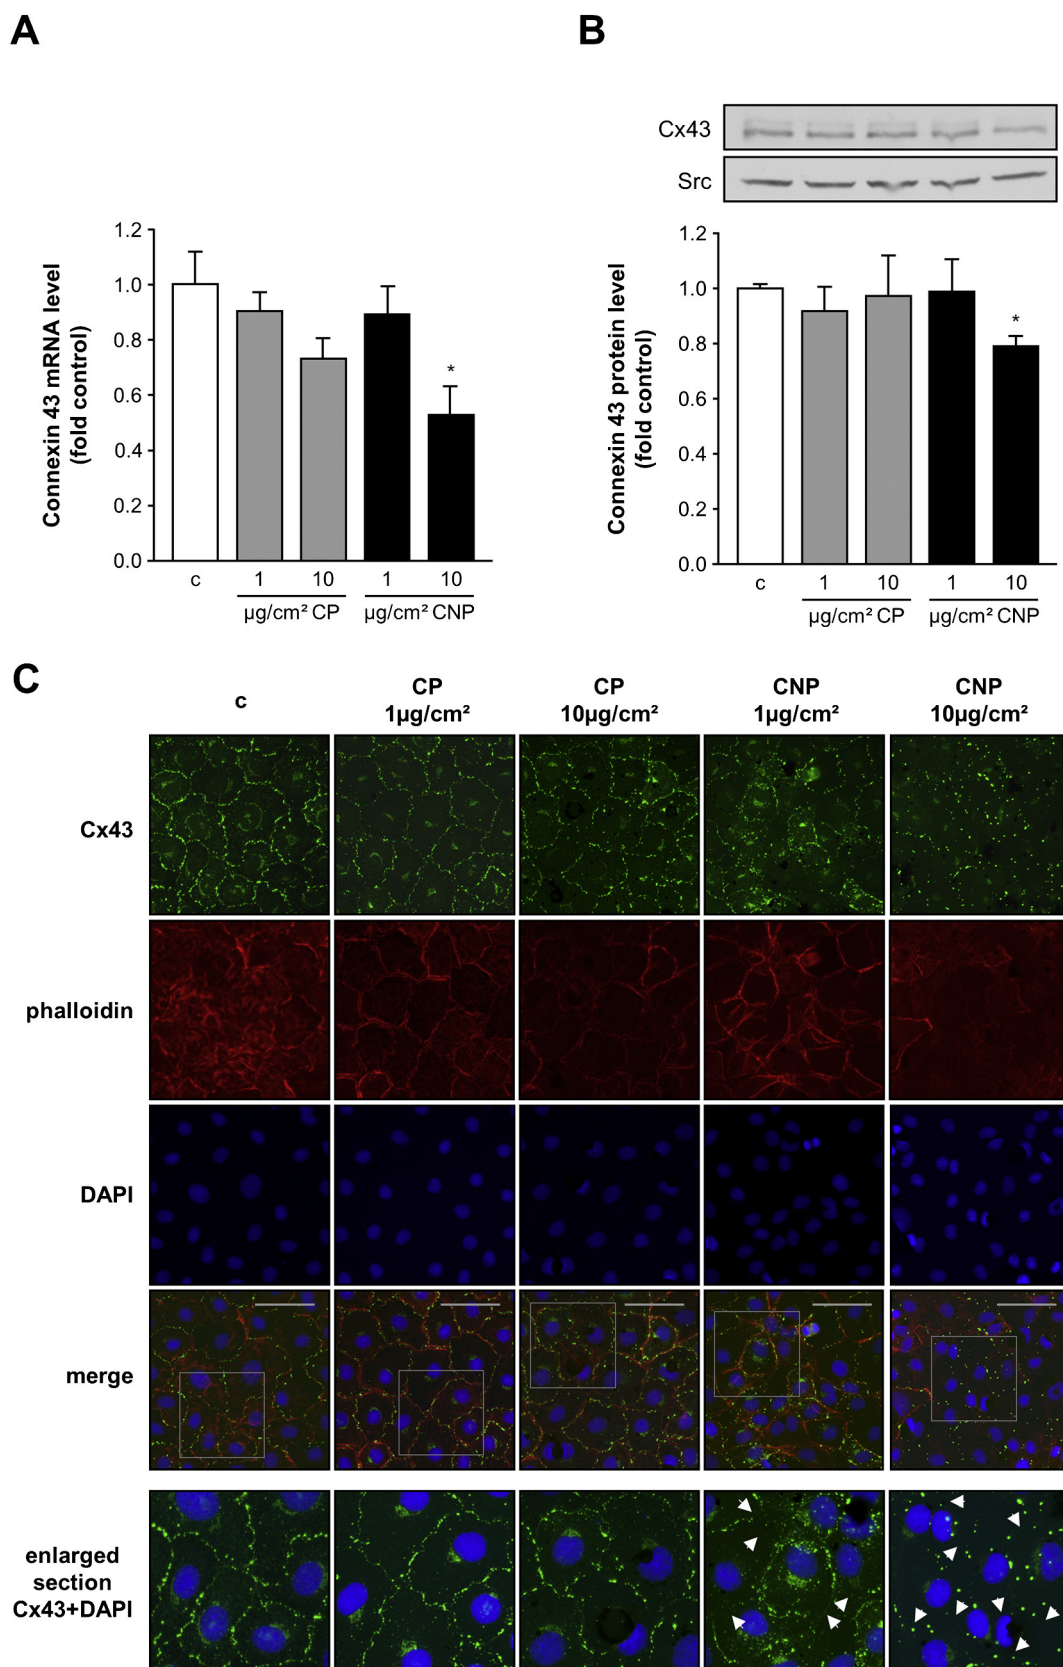 A
B
Cx43
Src
1.2
1.0
0.8
0.6
0.4
0.2
0.0
Connexin 43 mRNA level
(fold control)
*
c
1
10
1
10
µg/cm² CP
µg/cm² CNP
1.2
1.0
0.8
0.6
0.4
0.2
0.0
Connexin 43 protein level
(fold control)
*
c
1
10
1
10
µg/cm² CP
µg/cm² CNP
C
c
CP
1µg/cm²
CP
10µg/cm²
CNP
1µg/cm²
CNP
10µg/cm²
Cx43
phalloidin
DAPI
merge
enlarged
section
Cx43+DAPI